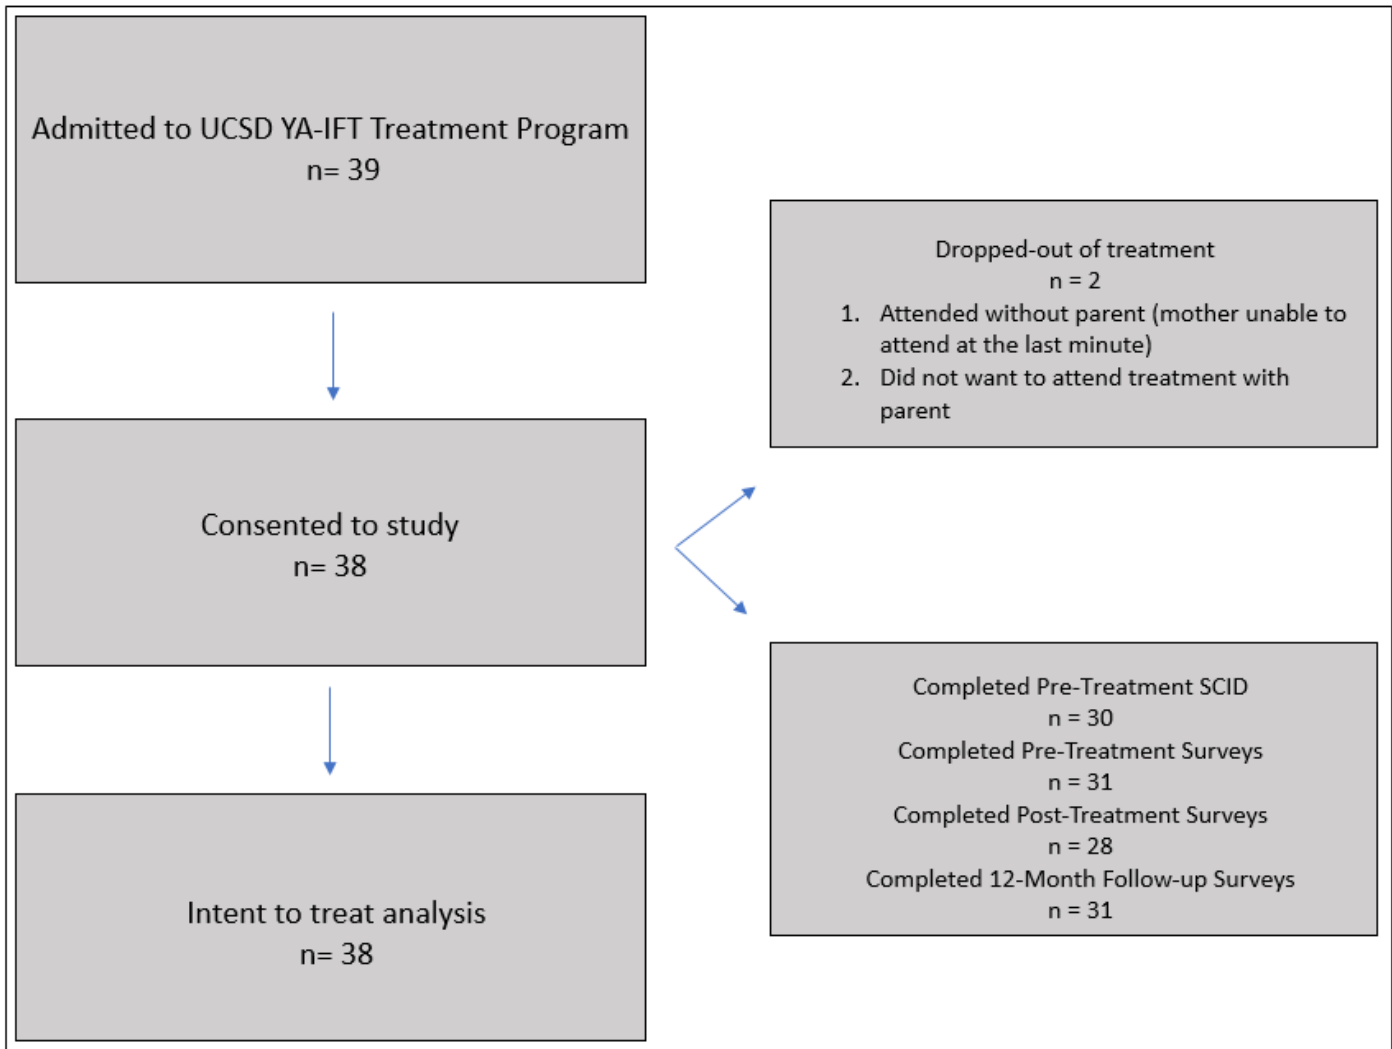 Admitted to UCSD YA-IFT Treatment Program
n= 39
Dropped-out of treatment
n = 2
1. Attended without parent (mother unable to
attend at the last minute)
2. Did not want to attend treatment with
parent
Consented to study
n= 38
Completed Pre-Treatment SCID
n = 30
Completed Pre-Treatment Surveys
n = 31
Completed Post-Treatment Surveys
n = 28
Completed 12-Month Follow-up Surveys
n = 31
Intent to treat analysis
n= 38